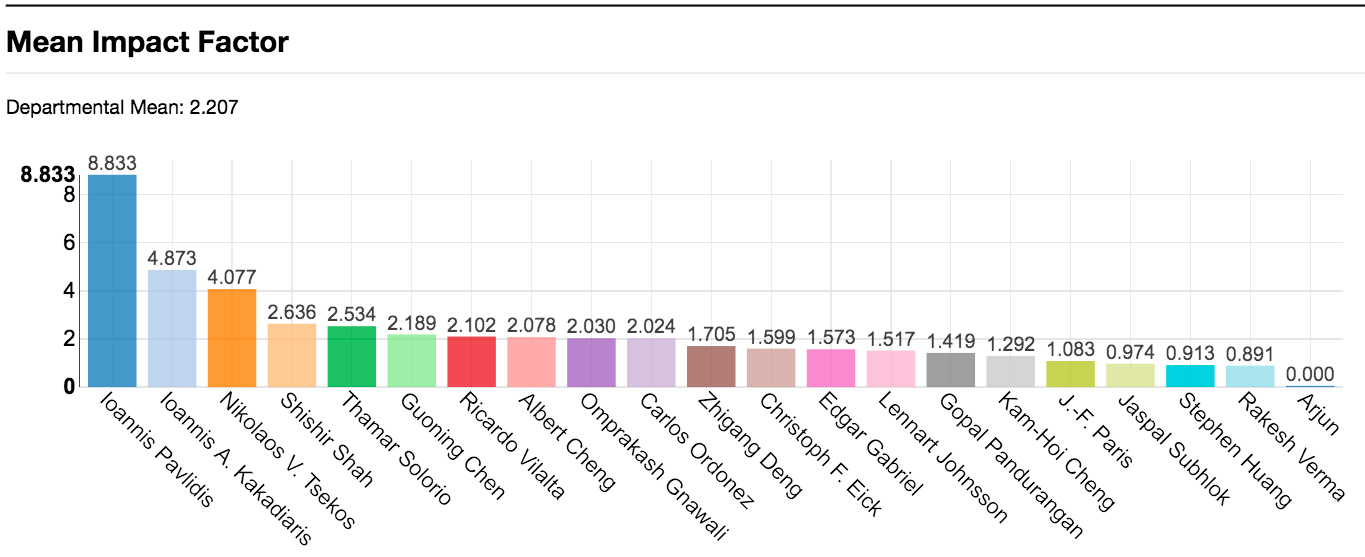 Mean Impact Factor
Departmental Mean: 2.207
8.833
8
6
4
2
0
8.833
4.873
4.077
2.636
2.534
2.189
2.102
2.078
2.030
2.024
1.705
1.599
1.573
1.517
1.419
1.292
1.083
0.974
0.913
0.891
0.000
Ioannis Pavlidis
Ioannis A. Kakadiaris
Nikolaos V. Tsekos
Shishir Shah
Thamar Solorio
Guoning Chen
Ricardo Vilalta
Albert Cheng
Omprakash Gnawali
Carlos Ordonez
Zhigang Deng
Christoph F. Eick
Edgar Gabriel
Lennart Johnsson
Gopal Pandurangan
Kam-Hoi Cheng
J.-F. Paris
Jaspal Subhlok
Stephen Huang
Rakesh Verma
Arjun